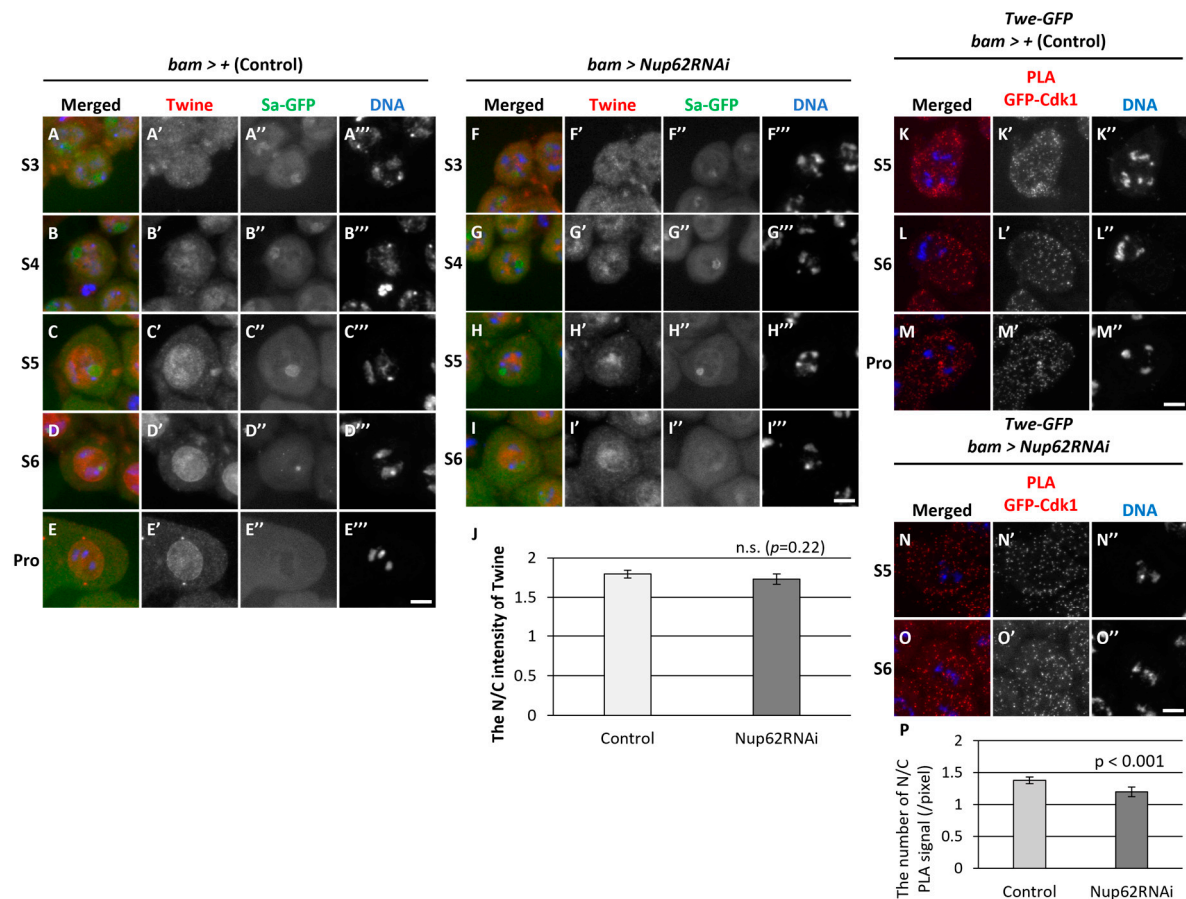 bam > + (Control)
Merged Twine Sa-GFP DNA
S3 A A’ A’’ A’’’
S4 B B’ B’’ B’’’
S5 C C’ C’’ C’’’
S6 D D’ D’’ D’’’
Pro E E’ E’’ E’’’
bam > Nup62RNAi
Merged Twine Sa-GFP DNA
S3 F F’ F’’ F’’’
S4 G G’ G’’ G’’’
S5 H H’ H’’ H’’’
S6 I I’ I’’ I’’’
J
n.s. (p=0.22)
The N/C intensity of Twine
2
1.5
1
0.5
0
Control Nup62RNAi
Twe-GFP
bam > + (Control)
PLA
Merged GFP-Cdk1 DNA
S5 K K’ K’’
S6 L L’ L’’
Pro M M’ M’’
Twe-GFP
bam > Nup62RNAi
PLA
Merged GFP-Cdk1 DNA
S5 N N’ N’’
S6 O O’ O’’
P
p < 0.001
The number of N/C
PLA signal (/pixel)
2
1.5
1
0.5
0
Control Nup62RNAi